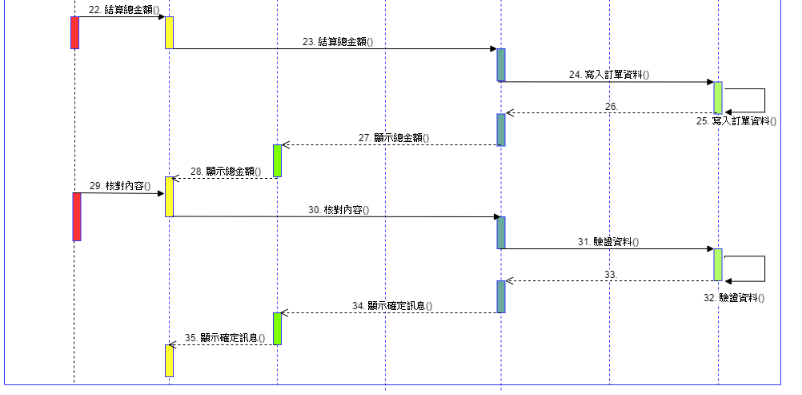 22. 結算總金額()
23. 結算總金額()
24. 寫入訂單資料()
26.
25. 寫入訂單資料()
27. 顯示總金額()
28. 顯示總金額()
29. 核對內容()
30. 核對內容()
31. 驗證資料()
33.
32. 驗證資料()
34. 顯示確定訊息()
35. 顯示確定訊息()